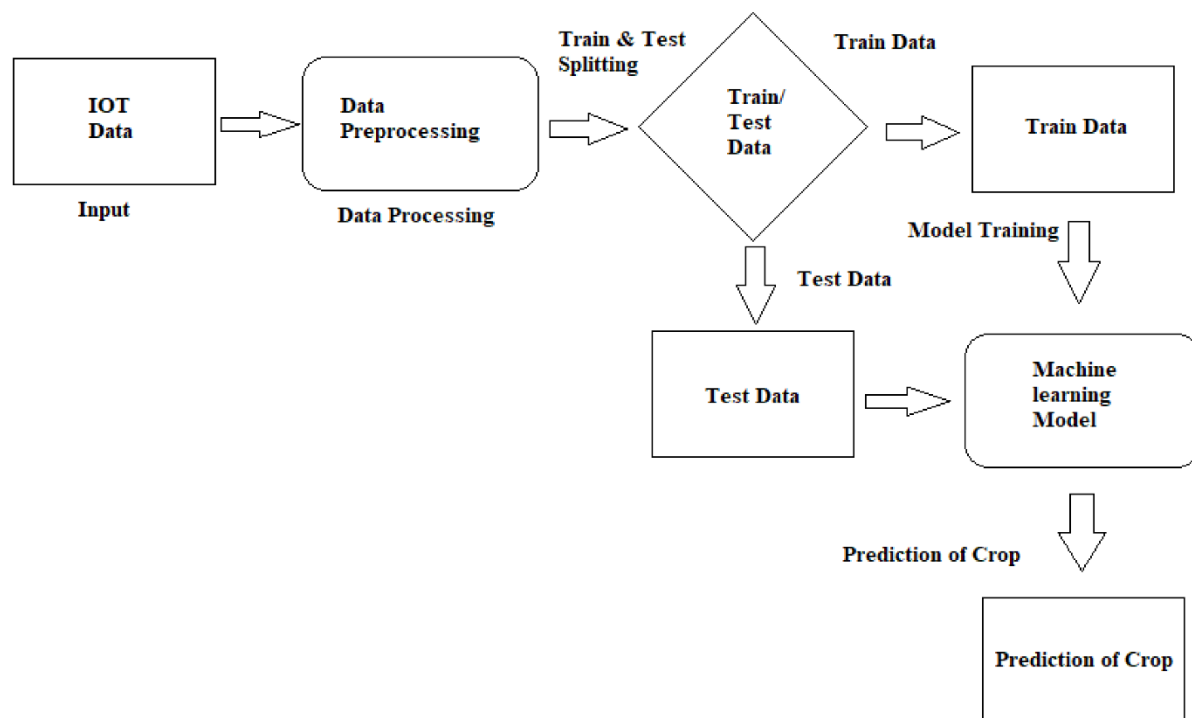 IOT
Data
Input
Data
Preprocessing
Data Processing
Train & Test
Splitting
Train/
Test
Data
Train Data
Train Data
Model Training
Test Data
Test Data
Machine
learning
Model
Prediction of Crop
Prediction of Crop